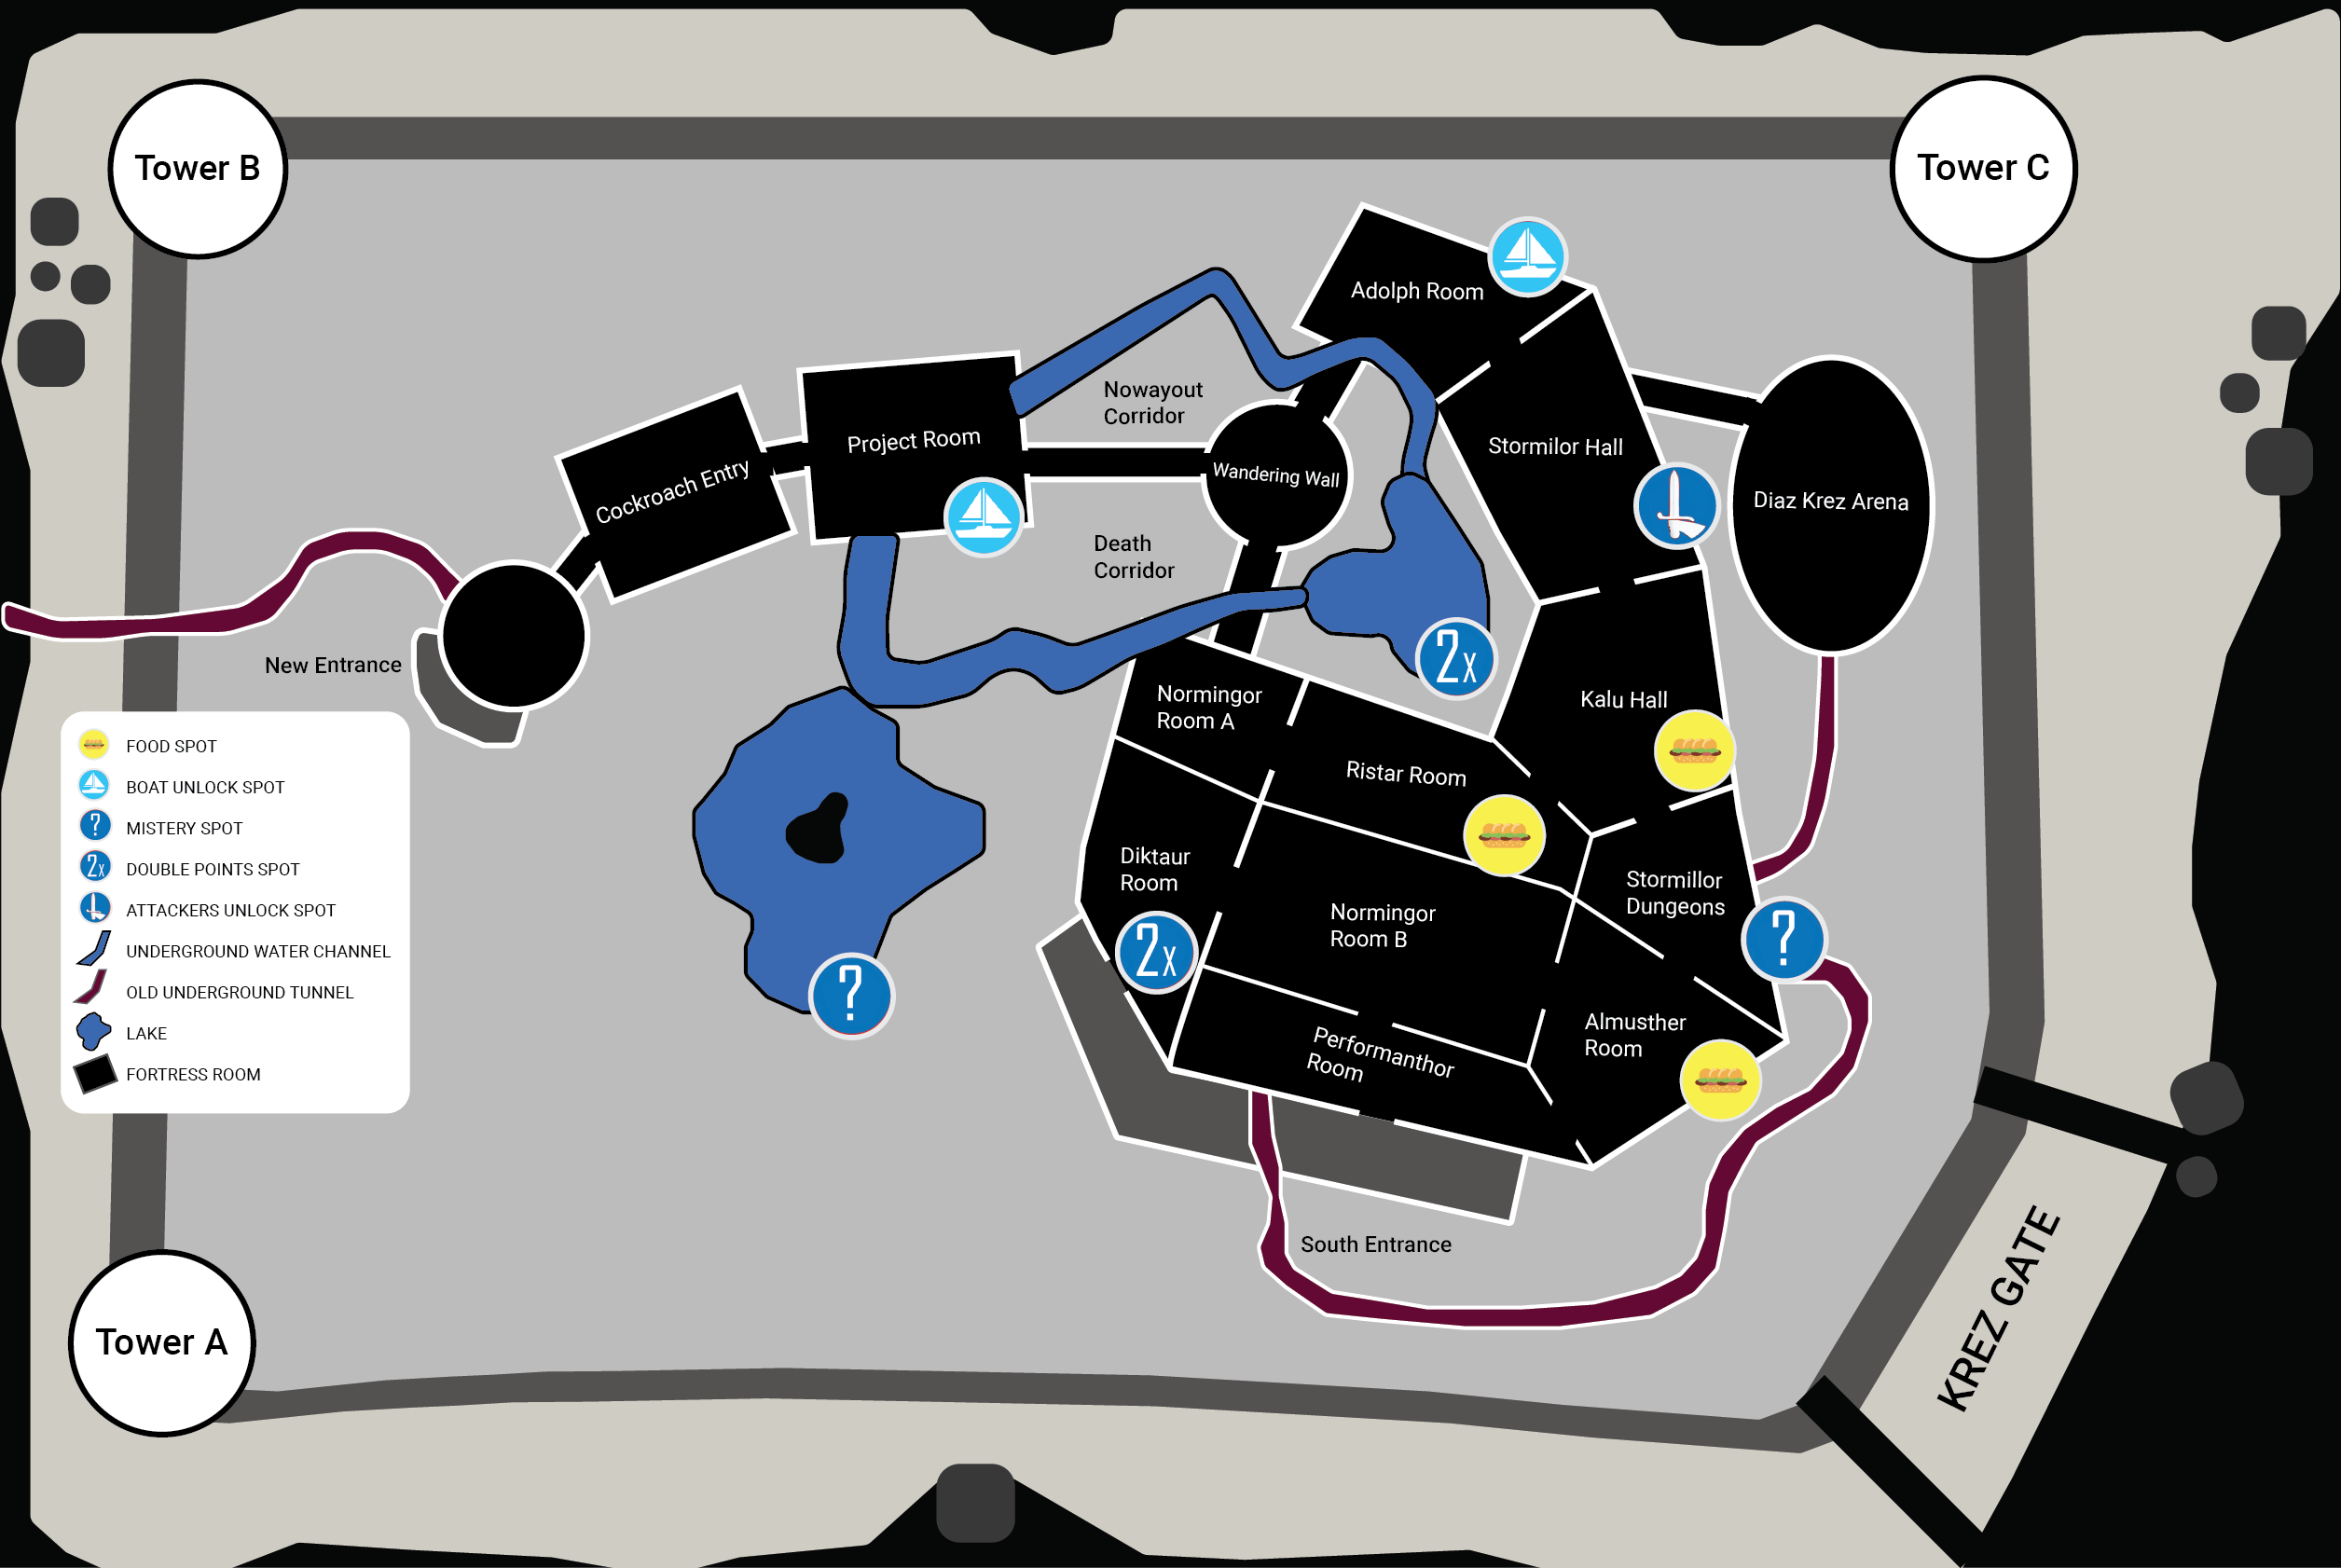 Tower B
Tower C
Adolph Room
Nowayout
Corridor
Project Room
Stormilor Hall
Wandering Wall
Cockroach Entry
Diaz Krez Arena
Death
Corridor
New Entrance
2x
Normingor
Room A
Kalu Hall
Ristar Room
FOOD SPOT
BOAT UNLOCK SPOT
? MISTERY SPOT
2x DOUBLE POINTS SPOT
ATTACKERS UNLOCK SPOT
UNDERGROUND WATER CHANNEL
OLD UNDERGROUND TUNNEL
LAKE
FORTRESS ROOM
Diktaur
Room
Stormillor
Dungeons
Normingor
Room B
2x
?
?
Almusther
Room
Performanthor
Room
South Entrance
KREZ GATE
Tower A